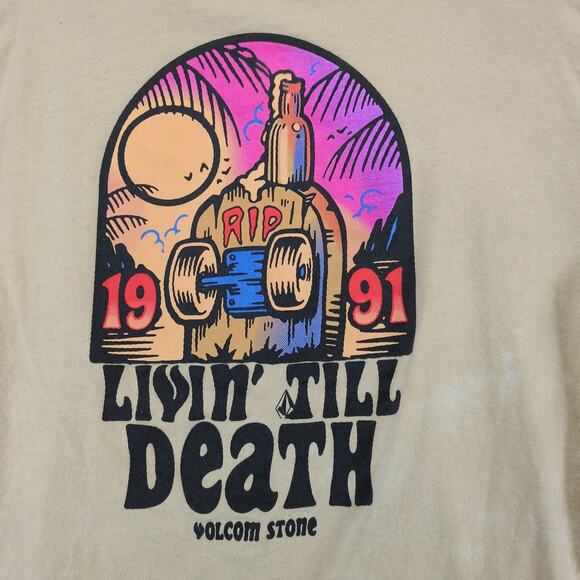 RIP
19 91
LIVIN' TILL
DEATH
VOLCOM STONE